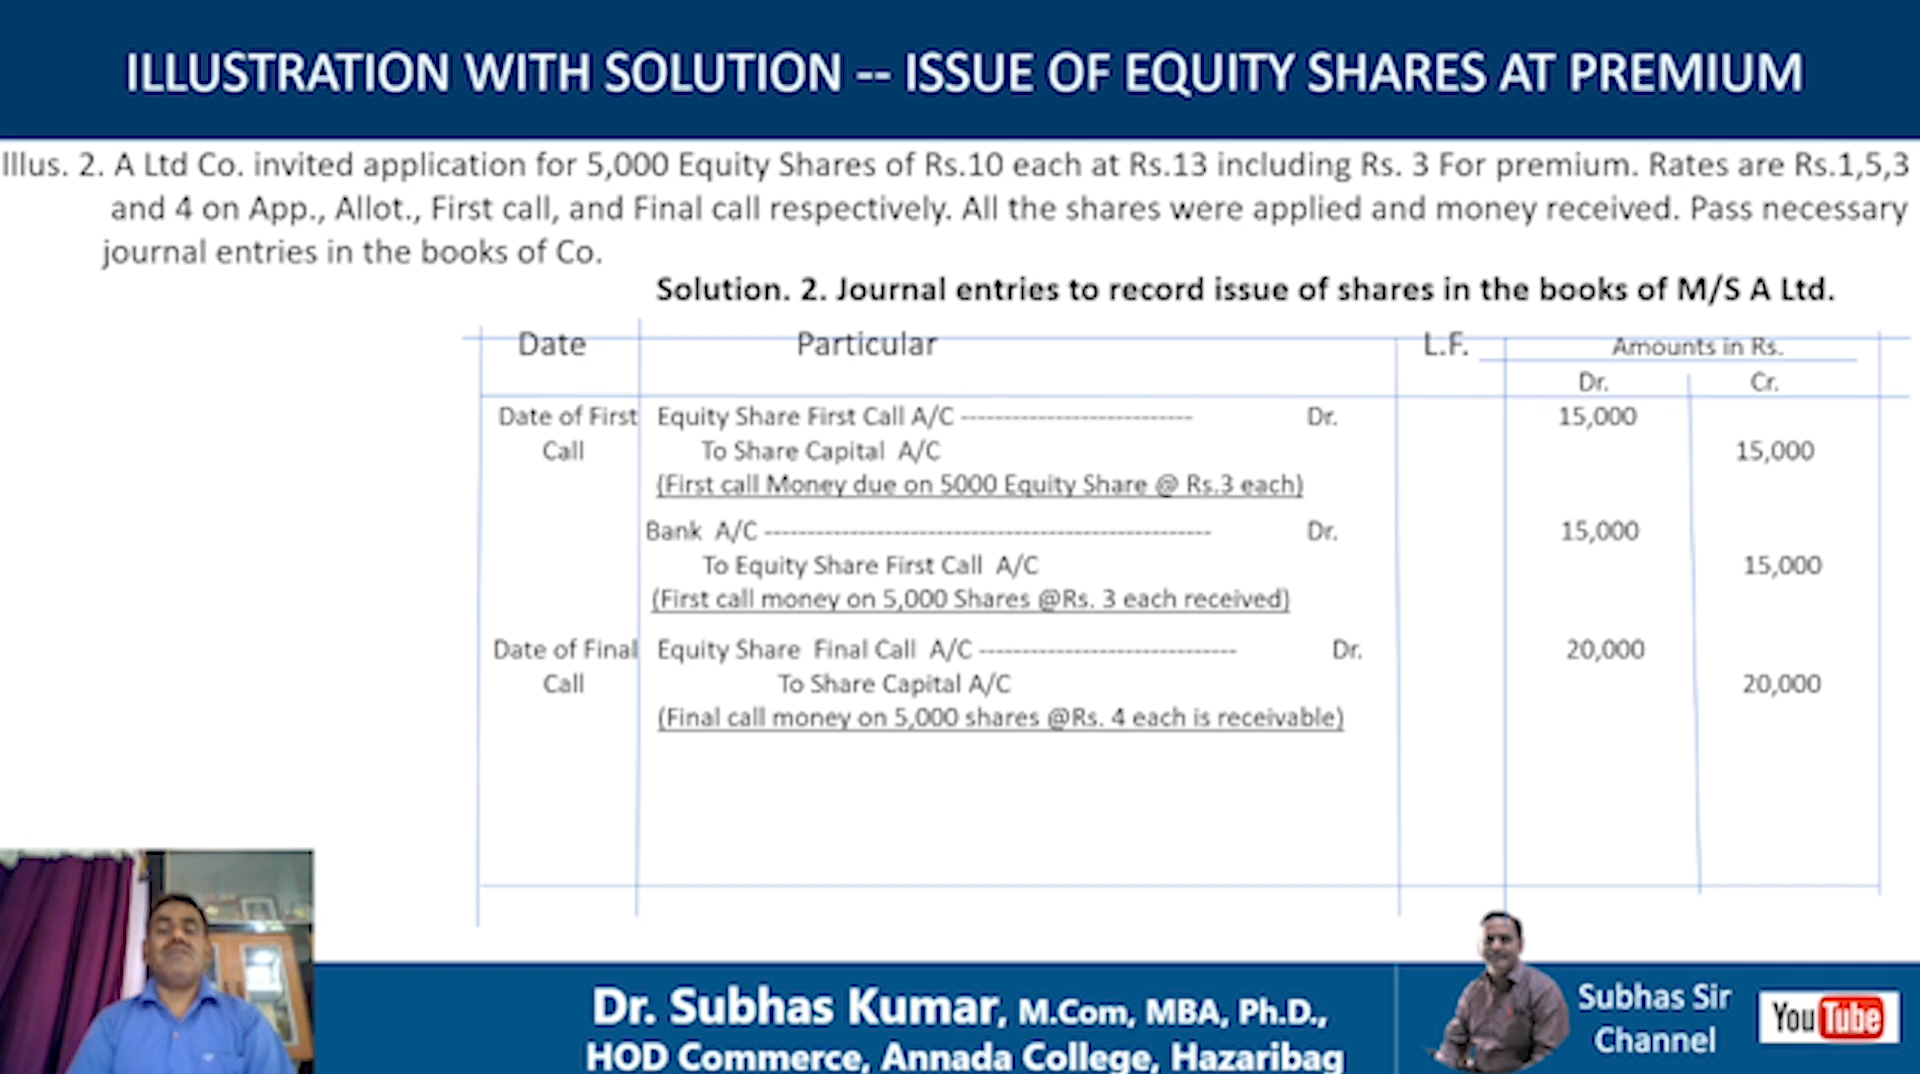 ILLUSTRATION WITH SOLUTION -- ISSUE OF EQUITY SHARES AT PREMIUM
Illus. 2. A Ltd Co. invited application for 5,000 Equity Shares of Rs.10 each at Rs.13 including Rs. 3 For premium. Rates are Rs.1,5,3
and 4 on App., Allot., First call, and Final call respectively. All the shares were applied and money received. Pass necessary
journal entries in the books of Co.
Solution. 2. Journal entries to record issue of shares in the books of M/S A Ltd.
Date Particular L.F. Amounts in Rs.
Dr. Cr.
Date of First Equity Share First Call A/C --------------------------- Dr. 15,000
Call To Share Capital A/C 15,000
(First call Money due on 5000 Equity Share @ Rs.3 each)
Bank A/C ---------------------------------------------------- Dr. 15,000
To Equity Share First Call A/C 15,000
(First call money on 5,000 Shares @Rs. 3 each received)
Date of Final Equity Share Final Call A/C ------------------------------ Dr. 20,000
Call To Share Capital A/C 20,000
(Final call money on 5,000 shares @Rs. 4 each is receivable)
Dr. Subhas Kumar, M.Com, MBA, Ph.D.,
HOD Commerce, Annada College, Hazaribag
Subhas Sir
Channel
YouTube